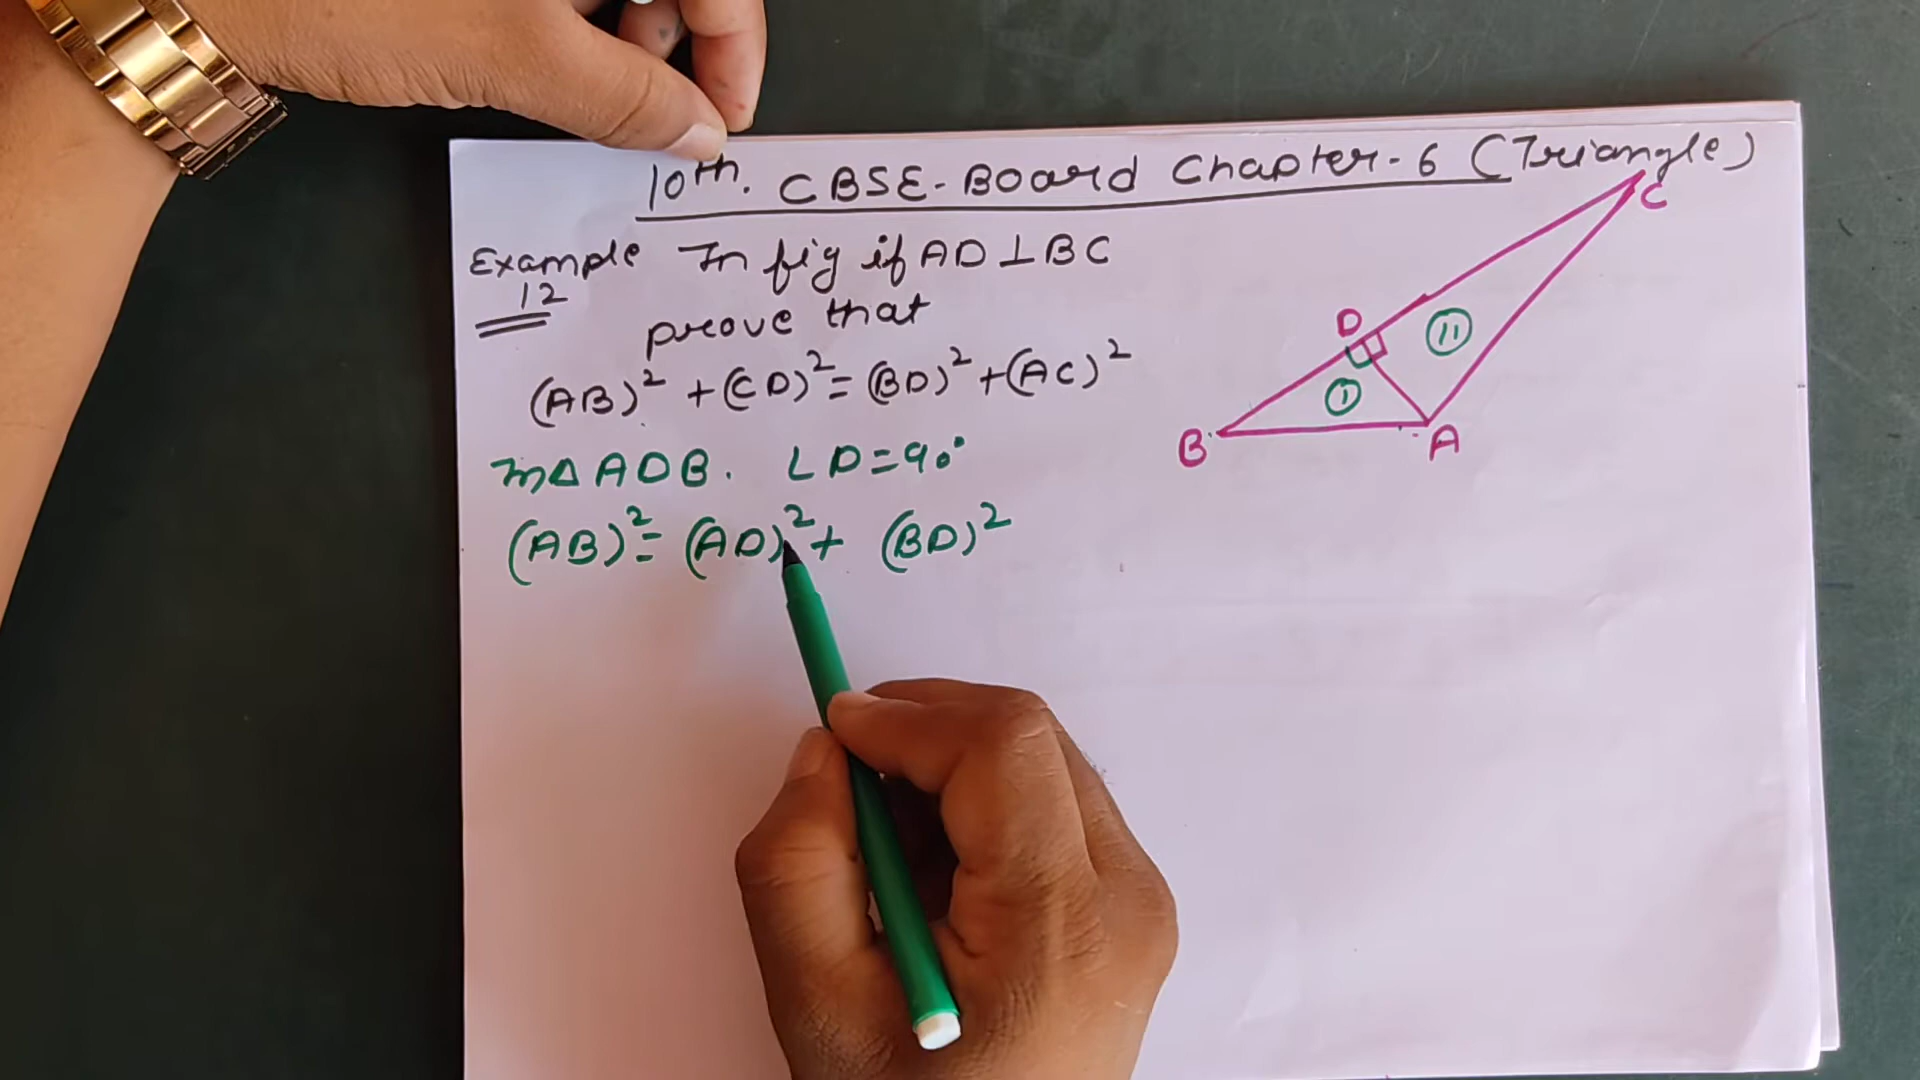 10th. CBSE-Board Chapter-6 (Triangle)
Example 12 In fig if AD⊥BC
prove that
(AB)² + (CD)² = (BD)² + (AC)²
In△ ADB. ∠D=90°
(AB)² = (AD)² + (BD)²
C
D
II
I
B
A